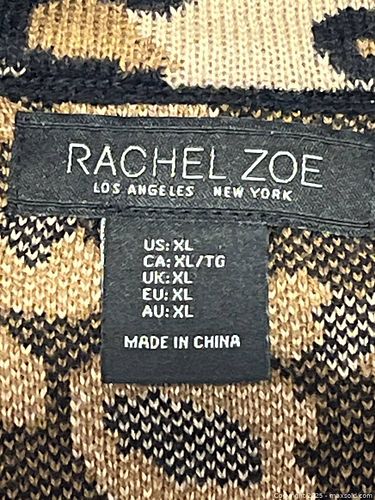 RACHEL ZOE
LOS ANGELES NEW YORK
US: XL
CA: XL/TG
UK: XL
EU: XL
AU: XL
MADE IN CHINA
Copyright 2025 - maxsold.com